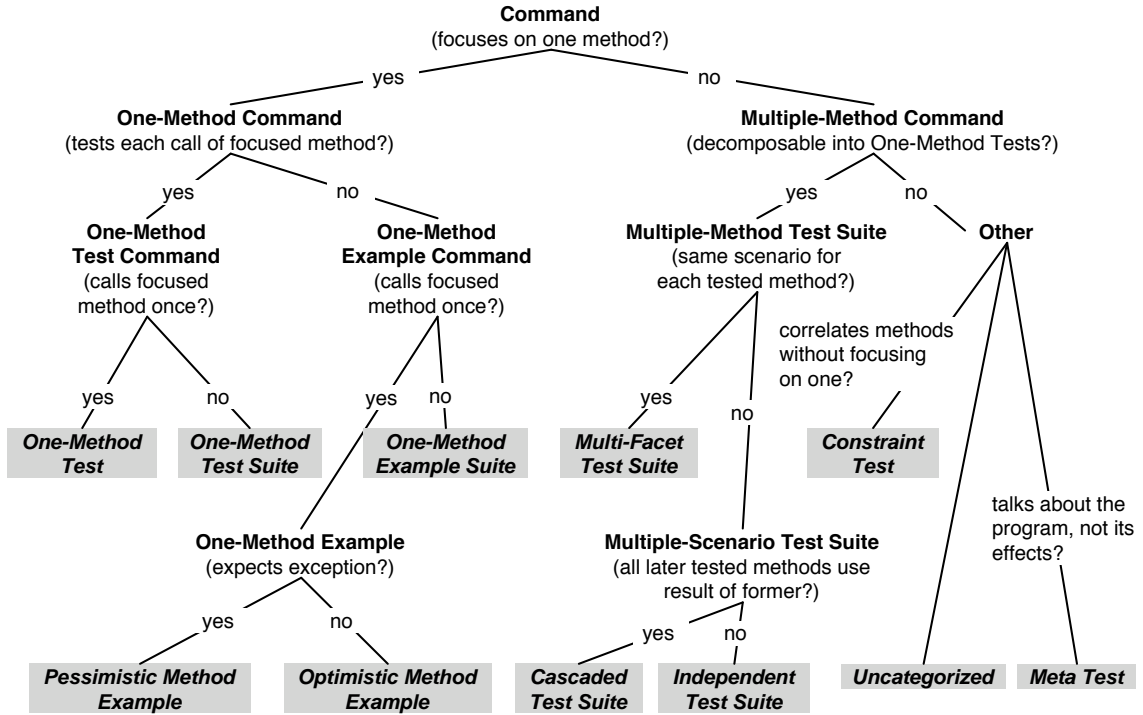 Command
(focuses on one method?)
yes
no
One-Method Command
(tests each call of focused method?)
Multiple-Method Command
(decomposable into One-Method Tests?)
yes
no
yes
no
One-Method
Test Command
(calls focused
method once?)
One-Method
Example Command
(calls focused
method once?)
Multiple-Method Test Suite
(same scenario for
each tested method?)
Other
correlates methods
without focusing
on one?
yes
no
yes
no
yes
no
One-Method
Test
One-Method
Test Suite
One-Method
Example Suite
Multi-Facet
Test Suite
Constraint
Test
talks about the
program, not its
effects?
One-Method Example
(expects exception?)
Multiple-Scenario Test Suite
(all later tested methods use
result of former?)
yes
no
yes
no
Pessimistic Method
Example
Optimistic Method
Example
Cascaded
Test Suite
Independent
Test Suite
Uncategorized
Meta Test